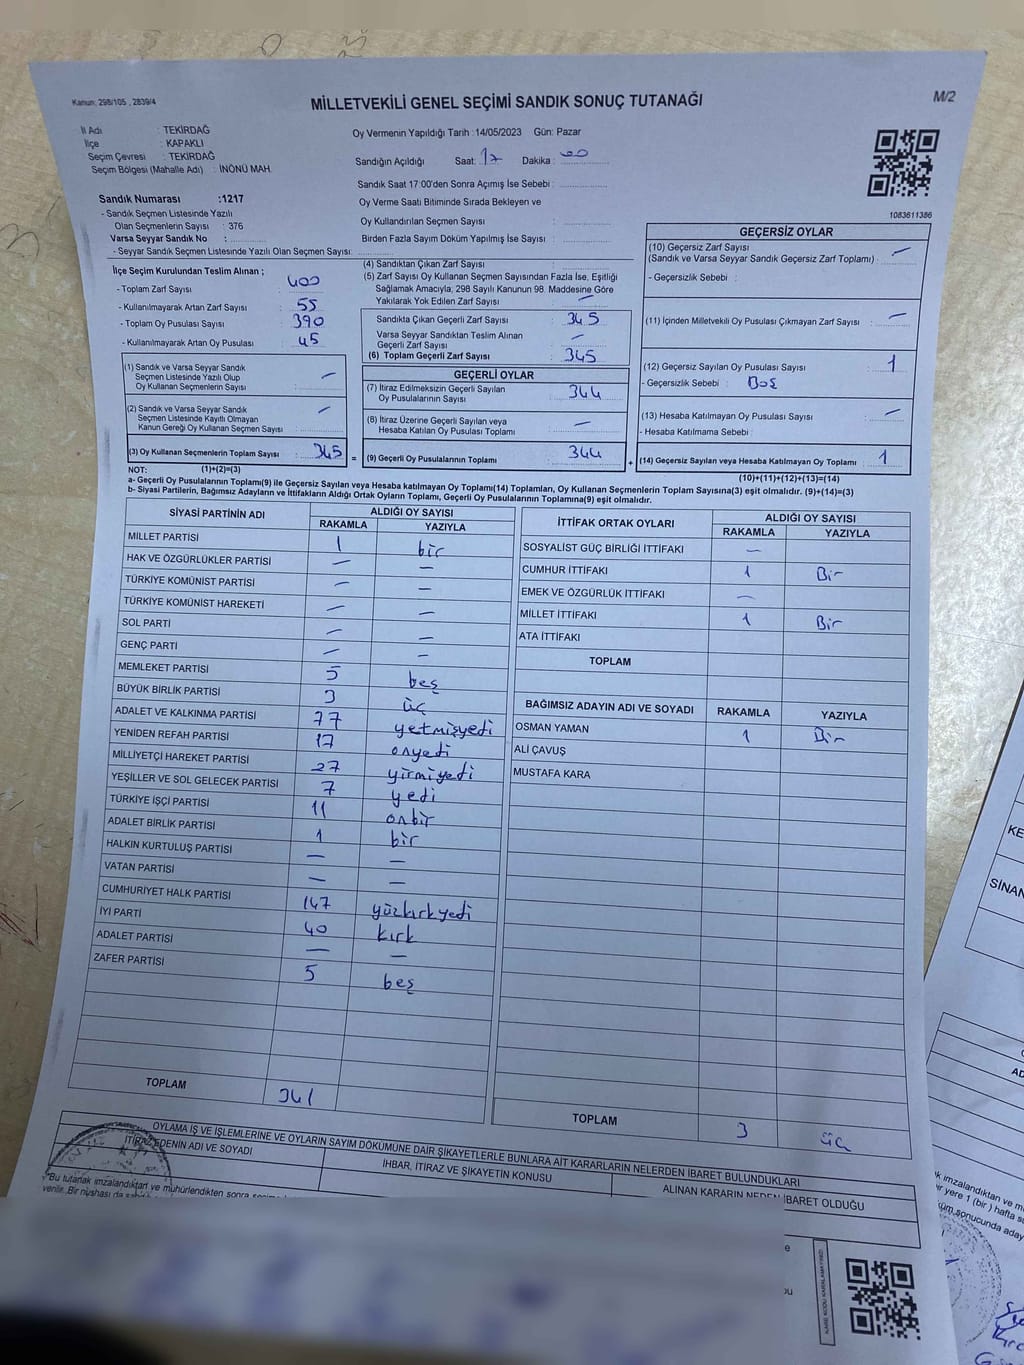 Kanun: 298/105 , 2839/4
MİLLETVEKİLİ GENEL SEÇİMİ SANDIK SONUÇ TUTANAĞI
M/2
İl Adı : TEKİRDAĞ
İlçe : KAPAKLI
Seçim Çevresi : TEKİRDAĞ
Seçim Bölgesi (Mahalle Adı) : İNÖNÜ MAH.
Sandık Numarası :1217
- Sandık Seçmen Listesinde Yazılı
Olan Seçmenlerin Sayısı : 376
Varsa Seyyar Sandık No :
- Seyyar Sandık Seçmen Listesinde Yazılı Olan Seçmen Sayısı:
Oy Vermenin Yapıldığı Tarih :14/05/2023 Gün: Pazar
Sandığın Açıldığı Saat: 17 Dakika : 00
Sandık Saat 17:00'den Sonra Açımış İse Sebebi :
Oy Verme Saati Bitiminde Sırada Bekleyen ve
Oy Kullandırılan Seçmen Sayısı :
Birden Fazla Sayım Döküm Yapılmış İse Sayısı :
1083611386
İlçe Seçim Kurulundan Teslim Alınan ;
- Toplam Zarf Sayısı : 400
- Kullanılmayarak Artan Zarf Sayısı : 55
- Toplam Oy Pusulası Sayısı : 390
- Kullanılmayarak Artan Oy Pusulası : 45
(1) Sandık ve Varsa Seyyar Sandık
Seçmen Listesinde Yazılı Olup
Oy Kullanan Seçmenlerin Sayısı : —
(2) Sandık ve Varsa Seyyar Sandık
Seçmen Listesinde Kayıtlı Olmayan
Kanun Gereği Oy Kullanan Seçmen Sayısı : —
(3) Oy Kullanan Seçmenlerin Toplam Sayısı : 345 =
(4) Sandıktan Çıkan Zarf Sayısı :
(5) Zarf Sayısı Oy Kullanan Seçmen Sayısından Fazla İse, Eşitliği
Sağlamak Amacıyla, 298 Sayılı Kanunun 98. Maddesine Göre
Yakılarak Yok Edilen Zarf Sayısı : —
Sandıkta Çıkan Geçerli Zarf Sayısı : 345
Varsa Seyyar Sandıktan Teslim Alınan
Geçerli Zarf Sayısı : —
(6) Toplam Geçerli Zarf Sayısı : 345
GEÇERLİ OYLAR
(7) İtiraz Edilmeksizin Geçerli Sayılan
Oy Pusulalarının Sayısı : 344
(8) İtiraz Üzerine Geçerli Sayılan veya
Hesaba Katılan Oy Pusulası Toplamı : —
(9) Geçerli Oy Pusulalarının Toplamı : 344 +
GEÇERSİZ OYLAR
(10) Geçersiz Zarf Sayısı
(Sandık ve Varsa Seyyar Sandık Geçersiz Zarf Toplamı) : —
- Geçersizlik Sebebi :
(11) İçinden Milletvekili Oy Pusulası Çıkmayan Zarf Sayısı : —
(12) Geçersiz Sayılan Oy Pusulası Sayısı : 1
- Geçersizlik Sebebi : Boş
(13) Hesaba Katılmayan Oy Pusulası Sayısı : —
- Hesaba Katılmama Sebebi :
(14) Geçersiz Sayılan veya Hesaba Katılmayan Oy Pusulası Toplamı : 1
NOT: (1)+(2)=(3)
(10)+(11)+(12)+(13)=(14)
a- Geçerli Oy Pusulalarının Toplamı(9) ile Geçersiz Sayılan veya Hesaba katılmayan Oy Pusulası Toplamı(14) Toplamları, Oy Kullanan Seçmenlerin Toplam Sayısına(3) eşit olmalıdır. (9)+(14)=(3)
b- Siyasi Partilerin, Bağımsız Adayların ve İttifakların Aldığı Ortak Oyların Toplamı, Geçerli Oy Pusulalarının Toplamına(9) eşit olmalıdır.
SİYASİ PARTİNİN ADI ALDIĞI OY SAYISI
RAKAMLA YAZIYLA
MİLLET PARTİSİ 1 bir
HAK VE ÖZGÜRLÜKLER PARTİSİ — —
TÜRKİYE KOMÜNİST PARTİSİ — —
TÜRKİYE KOMÜNİST HAREKETİ — —
SOL PARTİ — —
GENÇ PARTİ — —
MEMLEKET PARTİSİ 5 beş
BÜYÜK BİRLİK PARTİSİ 3 üç
ADALET VE KALKINMA PARTİSİ 77 yetmişyedi
YENİDEN REFAH PARTİSİ 17 onyedi
MİLLİYETÇİ HAREKET PARTİSİ 27 yirmiyedi
YEŞİLLER VE SOL GELECEK PARTİSİ 7 yedi
TÜRKİYE İŞÇİ PARTİSİ 11 onbir
ADALET BİRLİK PARTİSİ 1 bir
HALKIN KURTULUŞ PARTİSİ — —
VATAN PARTİSİ — —
CUMHURİYET HALK PARTİSİ 147 yüzkırkyedi
İYİ PARTİ 40 kırk
ADALET PARTİSİ — —
ZAFER PARTİSİ 5 beş
TOPLAM 341
İTTİFAK ORTAK OYLARI ALDIĞI OY SAYISI
RAKAMLA YAZIYLA
SOSYALİST GÜÇ BİRLİĞİ İTTİFAKI —
CUMHUR İTTİFAKI 1 Bir
EMEK VE ÖZGÜRLÜK İTTİFAKI —
MİLLET İTTİFAKI 1 Bir
ATA İTTİFAKI
TOPLAM
BAĞIMSIZ ADAYIN ADI VE SOYADI RAKAMLA YAZIYLA
OSMAN YAMAN 1 Bir
ALİ ÇAVUŞ
MUSTAFA KARA
TOPLAM 3 üç
OYLAMA İŞ VE İŞLEMLERİNE VE OYLARIN SAYIM DÖKÜMÜNE DAİR ŞİKAYETLERLE BUNLARA AİT KARARLARIN NELERDEN İBARET BULUNDUKLARI
İTİRAZ EDENİN ADI VE SOYADI
İHBAR, İTİRAZ VE ŞİKAYETİN KONUSU
ALINAN KARARIN NEDEN İBARET OLDUĞU
"Bu tutanak imzalandıktan ve mühürlendikten sonra
verilir. Bir nüshası da
KE
SİNAN
imzalandıktan ve
yere 1 (bir ) hafta
sonucunda aday